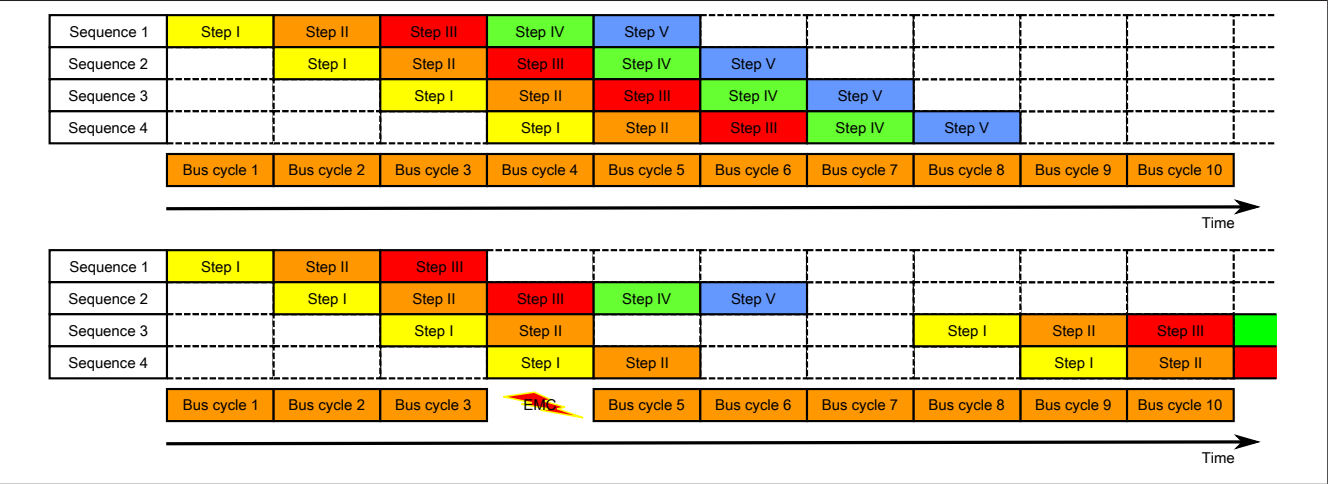 Sequence 1 Step I Step II Step III Step IV Step V
Sequence 2 Step I Step II Step III Step IV Step V
Sequence 3 Step I Step II Step III Step IV Step V
Sequence 4 Step I Step II Step III Step IV Step V
Bus cycle 1 Bus cycle 2 Bus cycle 3 Bus cycle 4 Bus cycle 5 Bus cycle 6 Bus cycle 7 Bus cycle 8 Bus cycle 9 Bus cycle 10
Time
Sequence 1 Step I Step II Step III
Sequence 2 Step I Step II Step III Step IV Step V
Sequence 3 Step I Step II Step I Step II Step III
Sequence 4 Step I Step II Step I Step II
Bus cycle 1 Bus cycle 2 Bus cycle 3 EMC Bus cycle 5 Bus cycle 6 Bus cycle 7 Bus cycle 8 Bus cycle 9 Bus cycle 10
Time